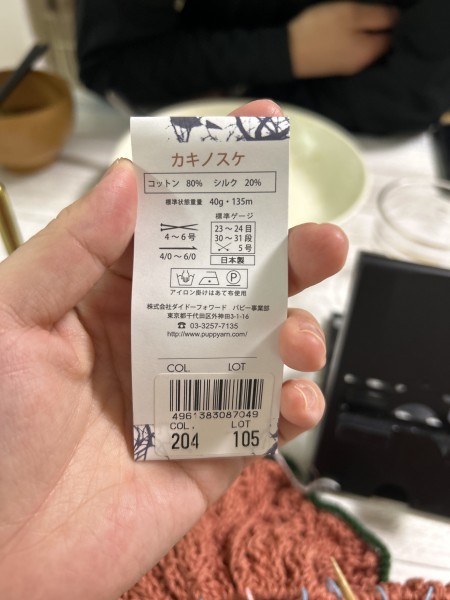 カキノスケ
コットン 80% シルク 20%
標準状態重量 40g・135m
標準ゲージ
4〜6号
4/0〜6/0
23〜24目
30〜31段
5号
日本製
アイロン掛けはあて布使用
株式会社ダイドーフォワード パピー事業部
東京都千代田区外神田3-1-16
☎ 03-3257-7135
http://www.puppyarn.com/
COL. LOT
4961383087049
COL. LOT
204 105